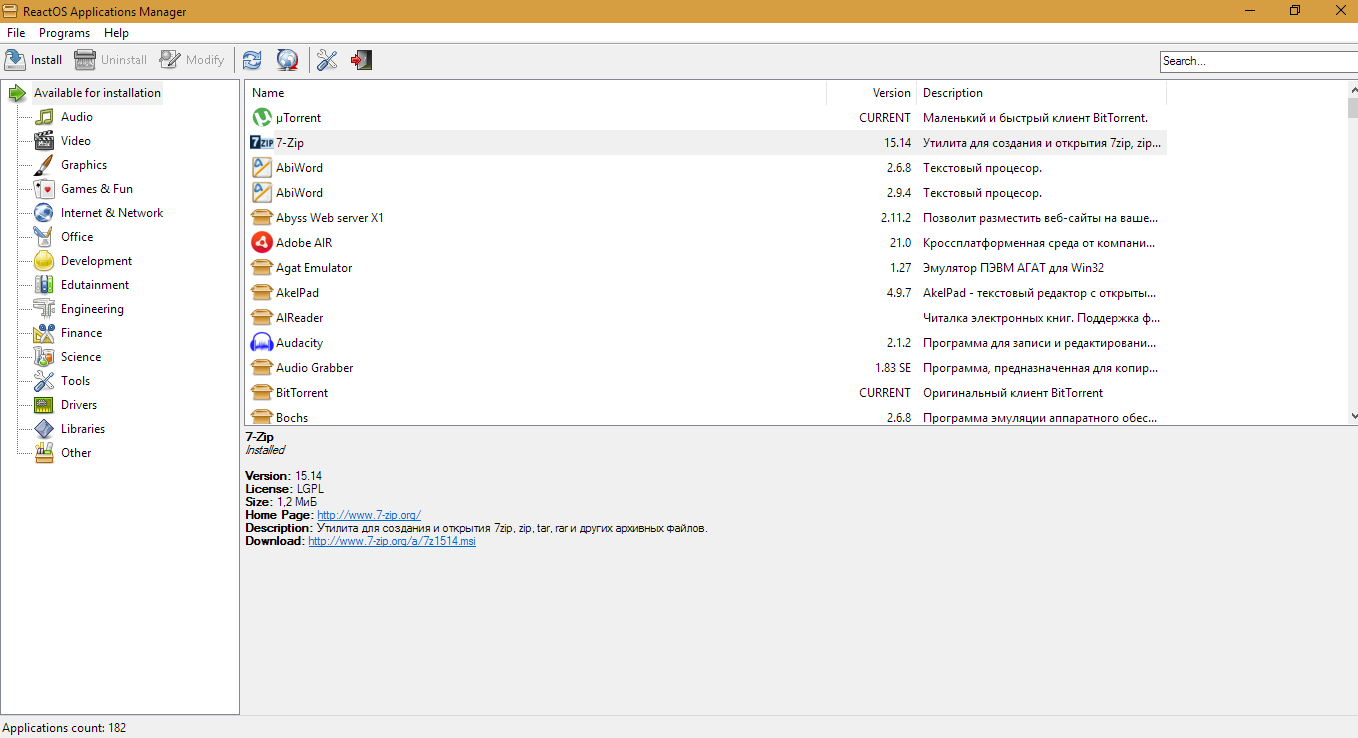 ReactOS Applications Manager
File Programs Help
Install Uninstall Modify
Search...
Available for installation
Audio
Video
Graphics
Games & Fun
Internet & Network
Office
Development
Edutainment
Engineering
Finance
Science
Tools
Drivers
Libraries
Other
Name Version Description
µTorrent CURRENT Маленький и быстрый клиент BitTorrent.
7ZIP 7-Zip 15.14 Утилита для создания и открытия 7zip, zip...
AbiWord 2.6.8 Текстовый процесор.
AbiWord 2.9.4 Текстовый процесор.
Abyss Web server X1 2.11.2 Позволит разместить веб-сайты на ваше...
Adobe AIR 21.0 Кроссплатформенная среда от компани...
Agat Emulator 1.27 Эмулятор ПЭВМ АГАТ для Win32
AkelPad 4.9.7 AkelPad - текстовый редактор с открыты...
AlReader Читалка электронных книг. Поддержка ф...
Audacity 2.1.2 Программа для записи и редактировани...
Audio Grabber 1.83 SE Программа, предназначенная для копир...
BitTorrent CURRENT Оригинальный клиент BitTorrent
Bochs 2.6.8 Программа эмуляции аппаратного обес...
7-Zip
Installed
Version: 15.14
License: LGPL
Size: 1,2 МиБ
Home Page: http://www.7-zip.org/
Description: Утилита для создания и открытия 7zip, zip, tar, rar и других архивных файлов.
Download: http://www.7-zip.org/a/7z1514.msi
Applications count: 182